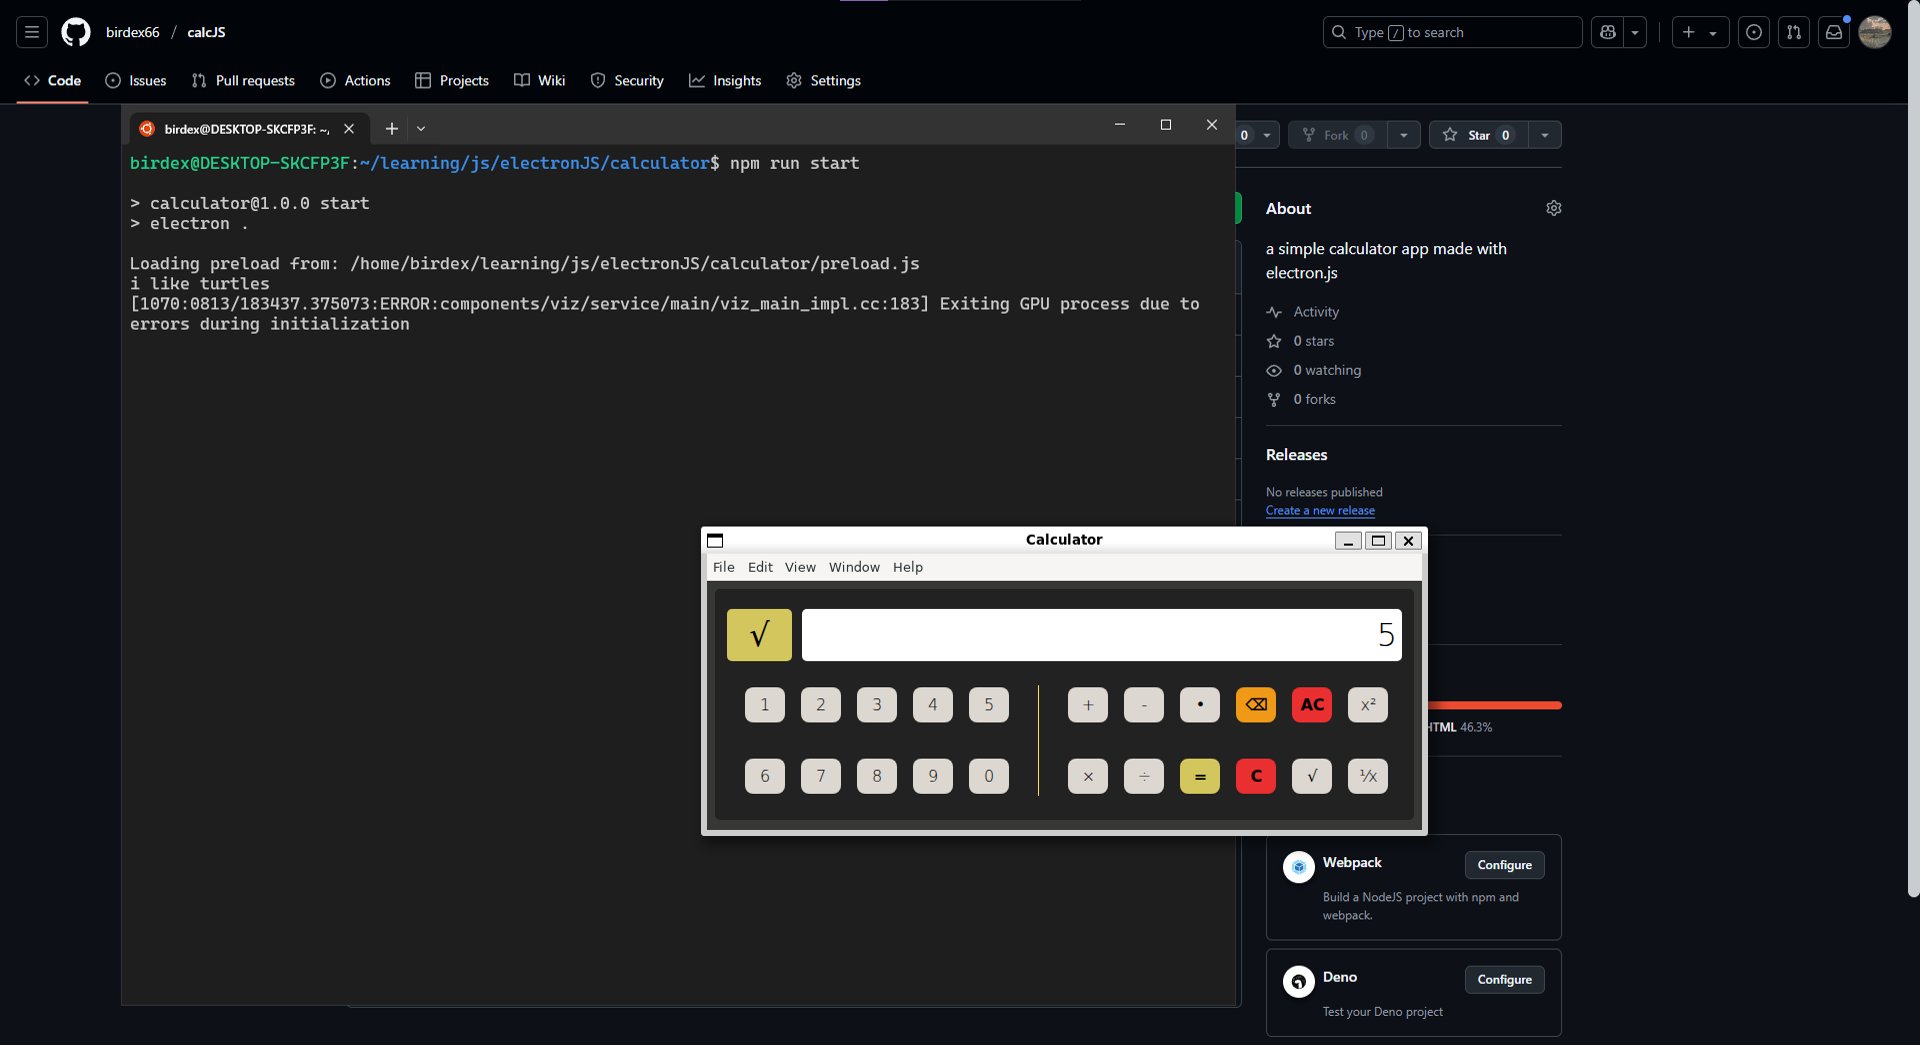 birdex66 / calcJS
Type / to search
Code Issues Pull requests Actions Projects Wiki Security Insights Settings
birdex@DESKTOP-SKCFP3F: ~,
0 Fork 0 Star 0
birdex@DESKTOP-SKCFP3F:~/learning/js/electronJS/calculator$ npm run start
> calculator@1.0.0 start
> electron .
Loading preload from: /home/birdex/learning/js/electronJS/calculator/preload.js
i like turtles
[1070:0813/183437.375073:ERROR:components/viz/service/main/viz_main_impl.cc:183] Exiting GPU process due to
errors during initialization
About
a simple calculator app made with
electron.js
Activity
0 stars
0 watching
0 forks
Releases
No releases published
Create a new release
Calculator
File Edit View Window Help
√ 5
1 2 3 4 5 + - • ⌫ AC x²
6 7 8 9 0 × ÷ = C √ ⅟x
HTML 46.3%
Webpack Configure
Build a NodeJS project with npm and
webpack.
Deno Configure
Test your Deno project